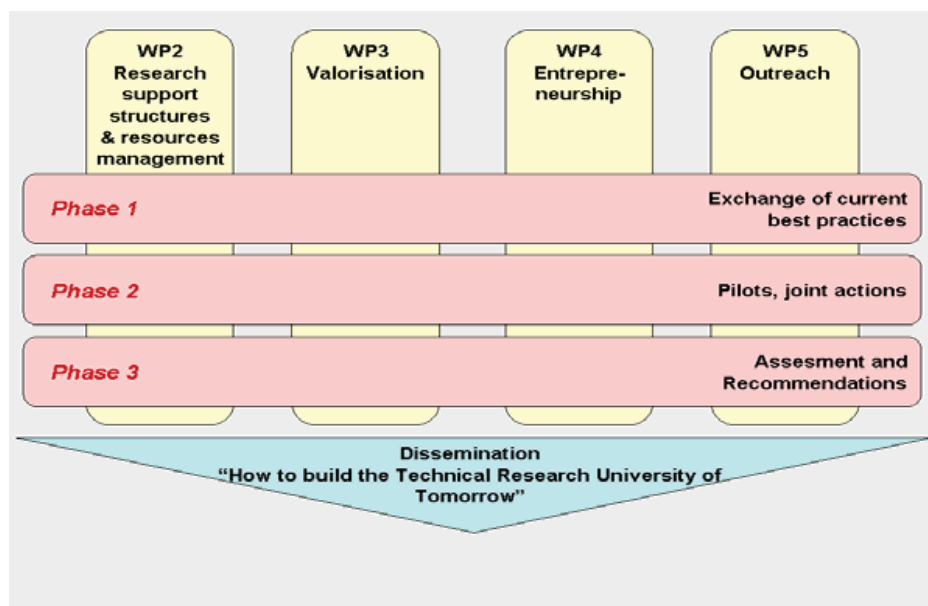 WP2
Research
support
structures
& resources
management
WP3
Valorisation
WP4
Entrepre-
neurship
WP5
Outreach
Phase 1
Exchange of current
best practices
Phase 2
Pilots, joint actions
Phase 3
Assesment and
Recommendations
Dissemination
“How to build the Technical Research University of
Tomorrow”